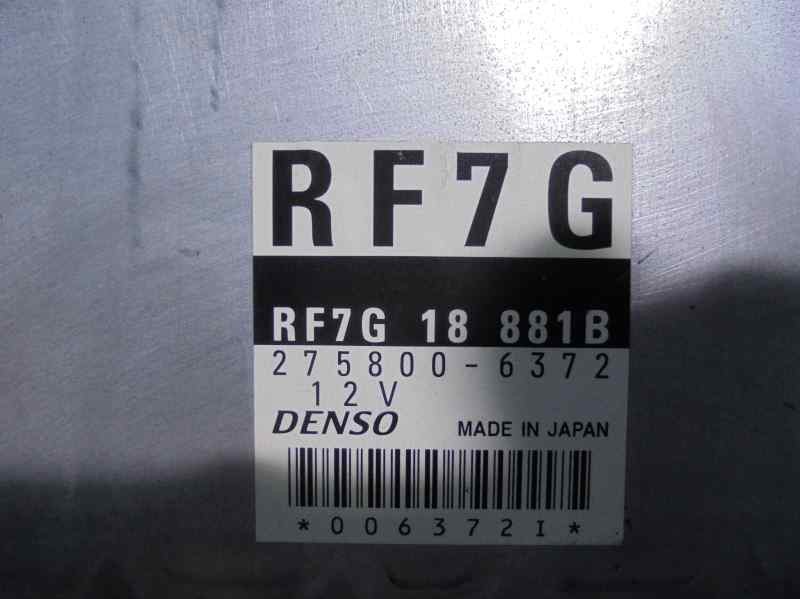 RF7G
RF7G 18 881B
275800-6372
12V
DENSO MADE IN JAPAN
*006372I*